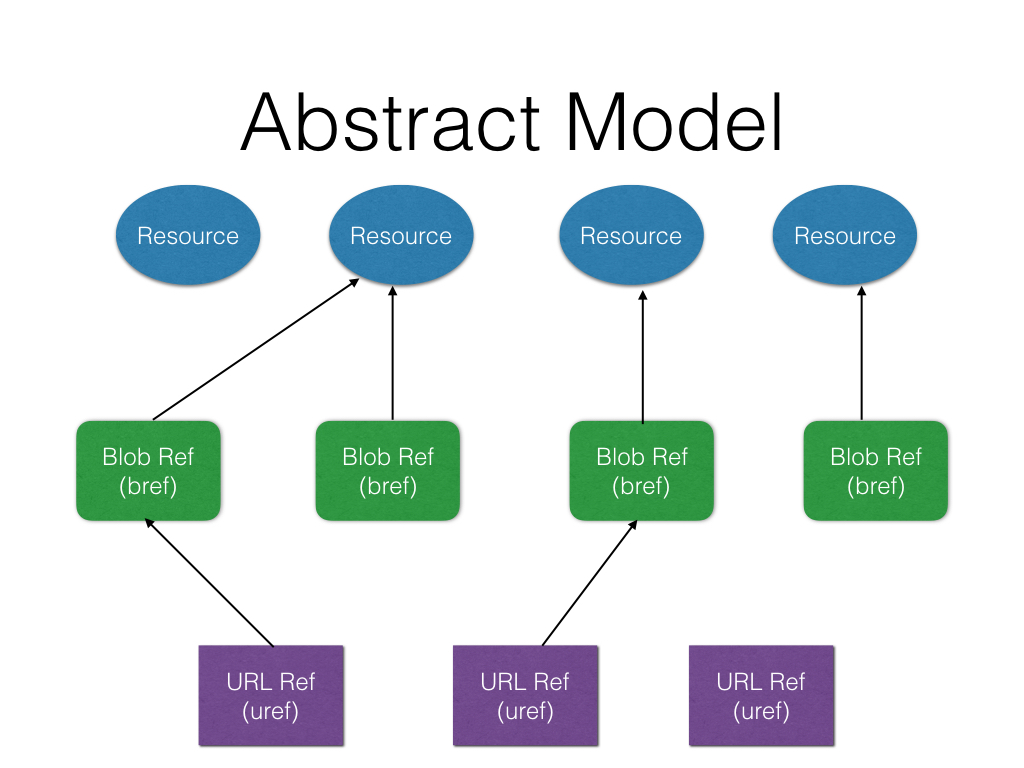 Abstract Model
Resource
Resource
Resource
Resource
Blob Ref
(bref)
Blob Ref
(bref)
Blob Ref
(bref)
Blob Ref
(bref)
URL Ref
(uref)
URL Ref
(uref)
URL Ref
(uref)